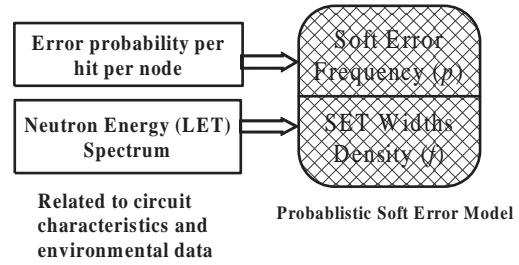 Error probability per
hit per node
Soft Error
Frequency (p)
Neutron Energy (LET)
Spectrum
SET Widths
Density (f)
Related to circuit
characteristics and
environmental data
Probablistic Soft Error Model